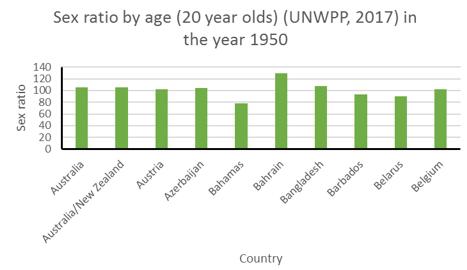 Sex ratio by age (20 year olds) (UNWPP, 2017) in
the year 1950
140
120
100
80
60
40
20
0
Sex ratio
Australia
Australia/New Zealand
Austria
Azerbaijan
Bahamas
Bahrain
Bangladesh
Barbados
Belarus
Belgium
Country